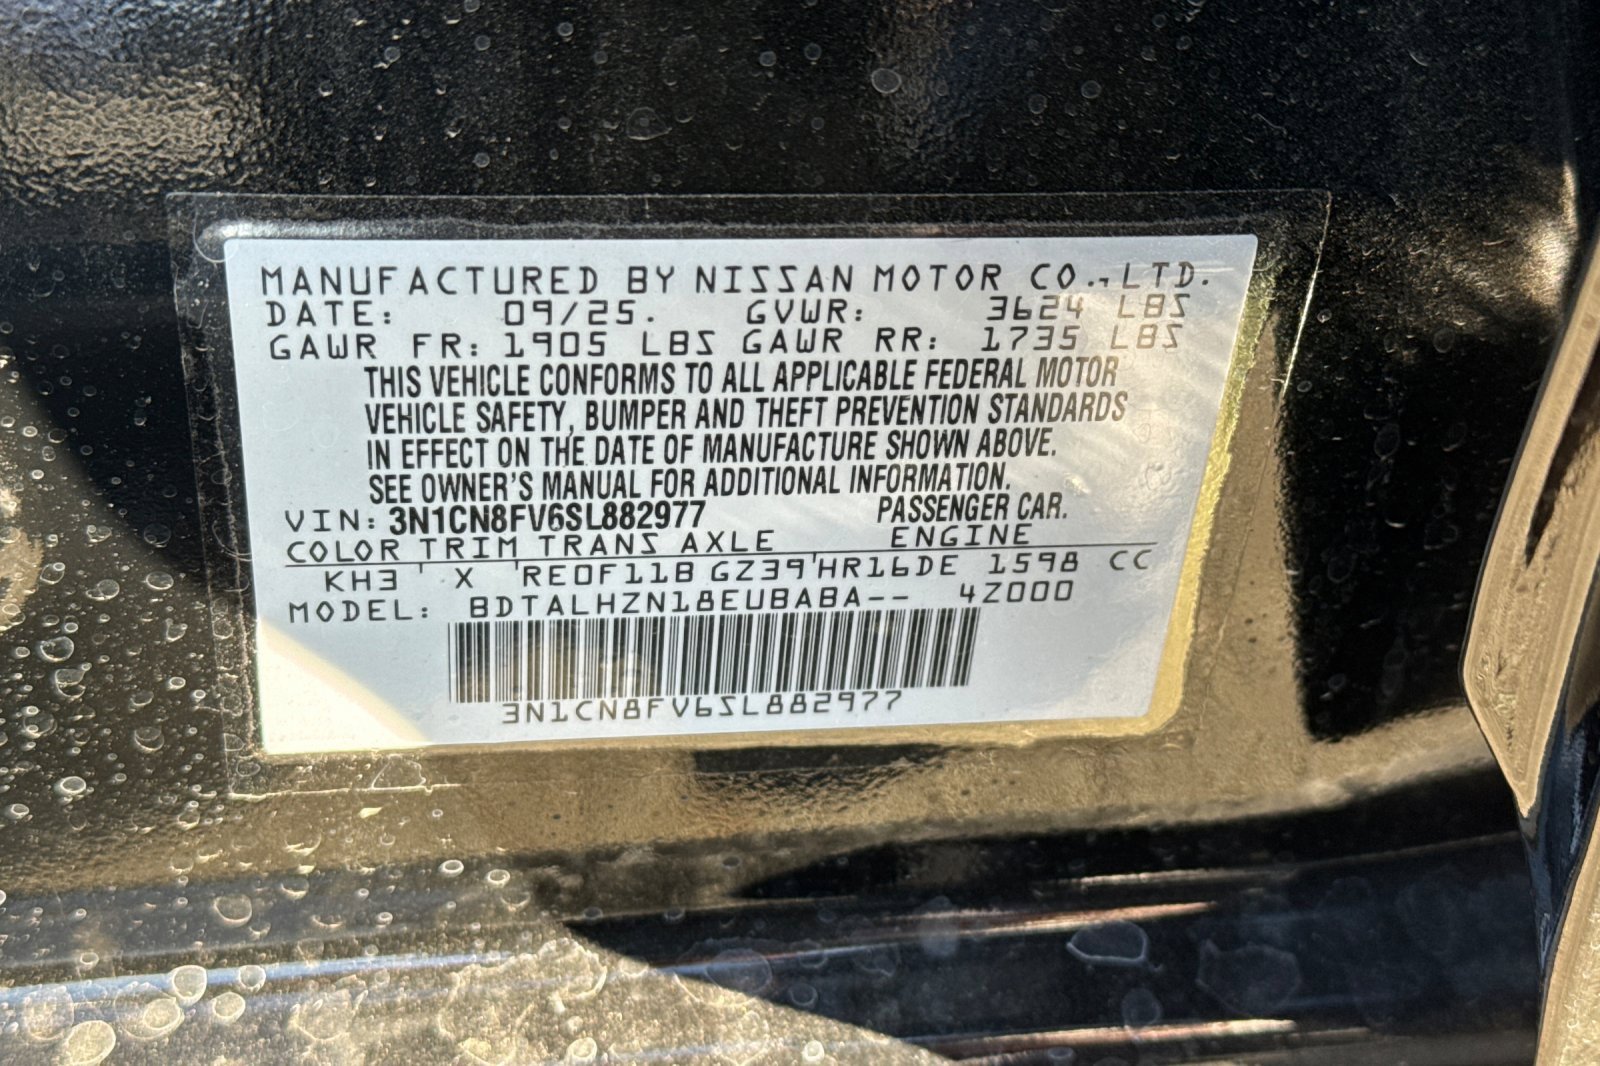 MANUFACTURED BY NISSAN MOTOR CO., LTD.
DATE: 09/25. GVWR: 3624 LBS
GAWR FR: 1905 LBS GAWR RR: 1735 LBS
THIS VEHICLE CONFORMS TO ALL APPLICABLE FEDERAL MOTOR
VEHICLE SAFETY, BUMPER AND THEFT PREVENTION STANDARDS
IN EFFECT ON THE DATE OF MANUFACTURE SHOWN ABOVE.
SEE OWNER'S MANUAL FOR ADDITIONAL INFORMATION.
VIN: 3N1CN8FV6SL882977 PASSENGER CAR.
COLOR TRIM TRANS AXLE ENGINE
KH3 X RE0F11B GZ39 HR16DE 1598 CC
MODEL: BDTALHZN18EUBABA-- 4Z000
3N1CN8FV6SL882977